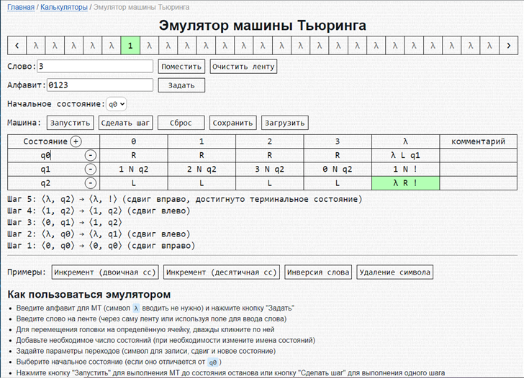 Главная / Калькуляторы / Эмулятор машины Тьюринга
Эмулятор машины Тьюринга
‹ λ λ λ λ λ 1 λ λ λ λ λ λ λ λ λ λ λ λ λ λ λ λ λ ›
Слово: 3 Поместить Очистить ленту
Алфавит: 0123 Задать
Начальное состояние: q0
Машина: Запустить Сделать шаг Сброс Сохранить Загрузить
Состояние + 0 1 2 3 λ комментарий
q0 - R R R R λ L q1
q1 - 1 N q2 2 N q2 3 N q2 0 N q2 1 N !
q2 - L L L L λ R !
Шаг 5: ⟨λ, q2⟩ → ⟨λ, !⟩ (сдвиг вправо, достигнуто терминальное состояние)
Шаг 4: ⟨1, q2⟩ → ⟨1, q2⟩ (сдвиг влево)
Шаг 3: ⟨0, q1⟩ → ⟨1, q2⟩
Шаг 2: ⟨λ, q0⟩ → ⟨λ, q1⟩ (сдвиг влево)
Шаг 1: ⟨0, q0⟩ → ⟨0, q0⟩ (сдвиг вправо)
Примеры: Инкремент (двоичная сс) Инкремент (десятичная сс) Инверсия слова Удаление символа
Как пользоваться эмулятором
• Введите алфавит для МТ (символ λ вводить не нужно) и нажмите кнопку "Задать"
• Введите слово на ленте (через саму ленту или используя поле для ввода слова)
• Для перемещения головки на определённую ячейку, дважды кликните по ней
• Добавьте необходимое число состояний (при необходимости измените имена состояний)
• Задайте параметры переходов (символ для записи, сдвиг и новое состояние)
• Выберите начальное состояние (если оно отличается от q0)
• Нажмите кнопку "Запустить" для выполнения МТ до состояния останова или кнопку "Сделать шаг" для выполнения одного шага